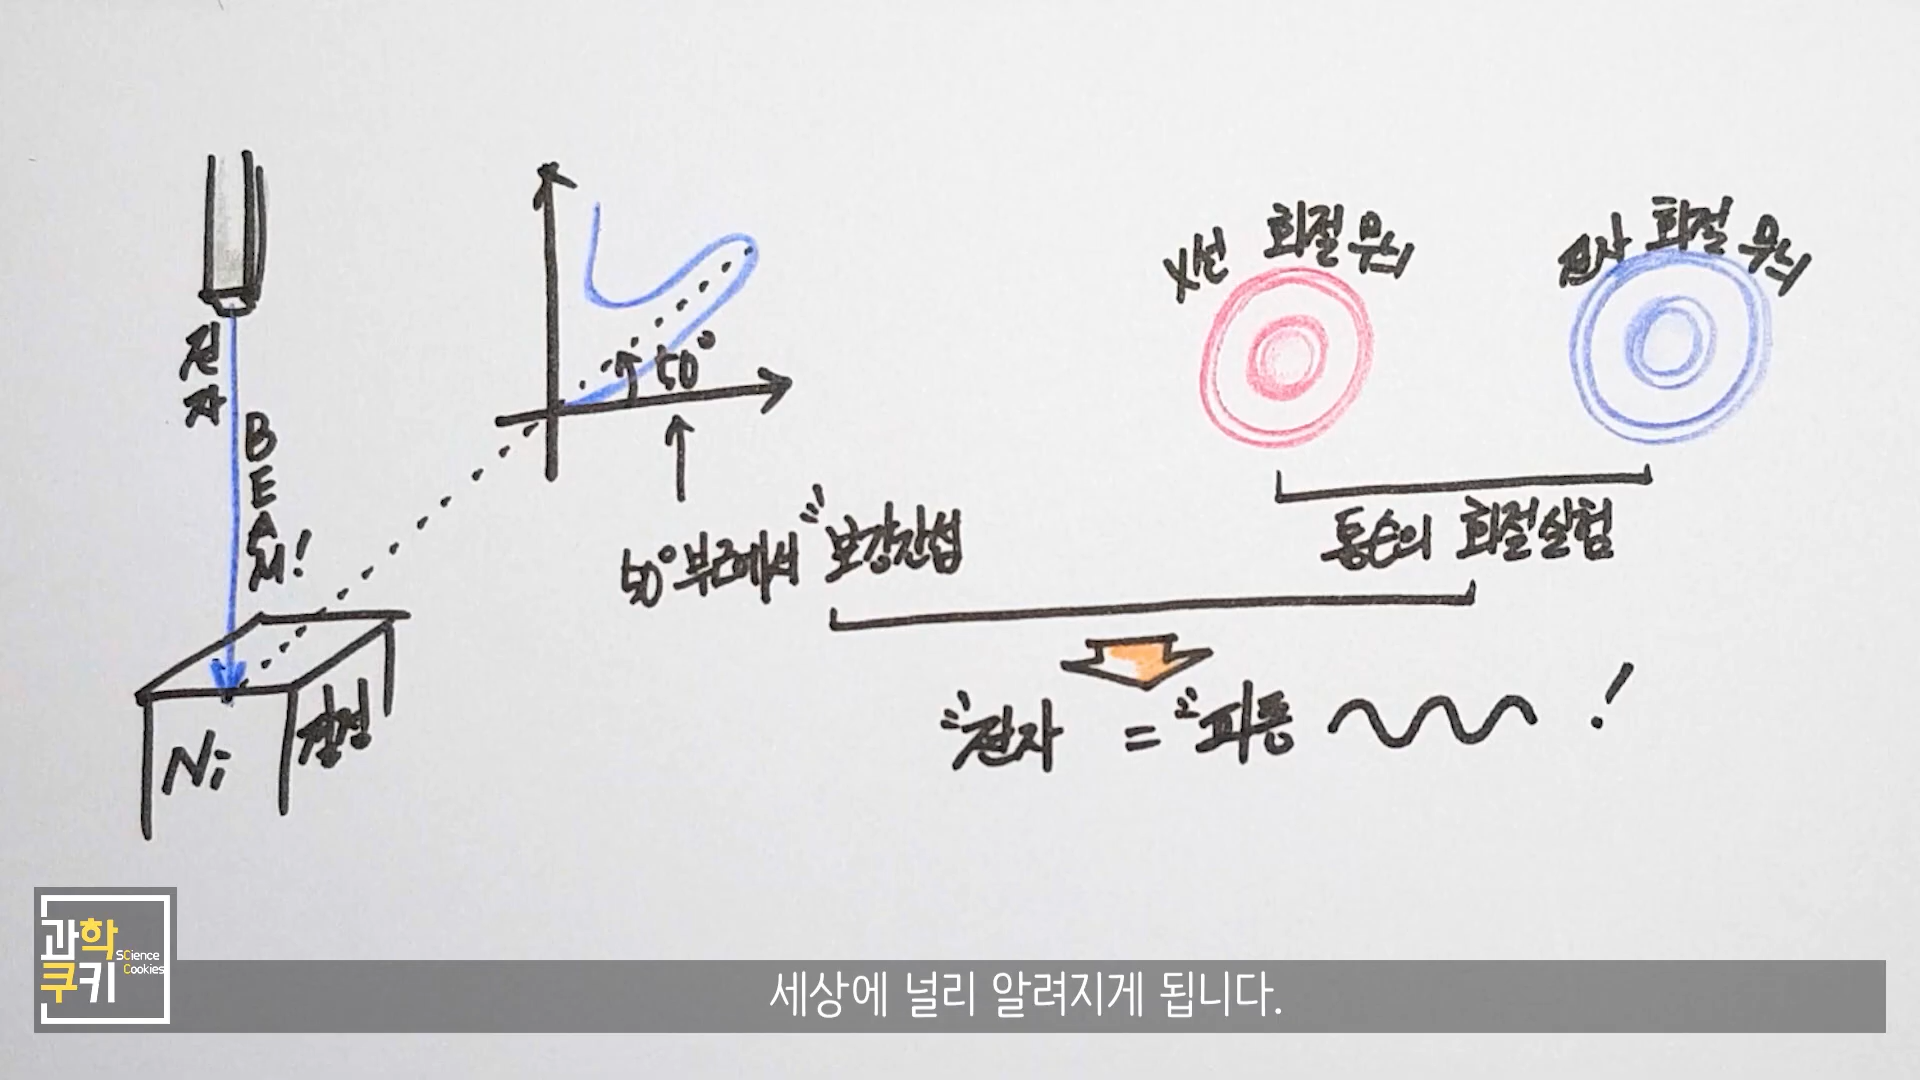 전자
BEAM!
Ni 결정
50°
50°부근에서 보강간섭
X선 회절 무늬
전자 회절 무늬
톰슨의 회절실험
전자 = 파동 !
과학
쿠키
Science
Cookies
세상에 널리 알려지게 됩니다.